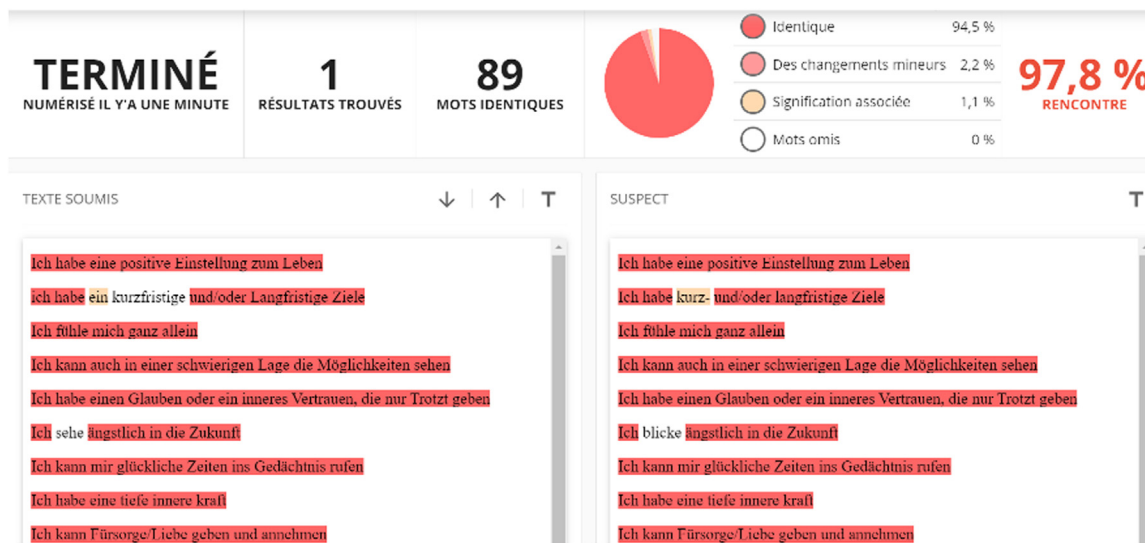 TERMINÉ
NUMÉRISÉ IL Y'A UNE MINUTE
1
RÉSULTATS TROUVÉS
89
MOTS IDENTIQUES
Identique 94,5 %
Des changements mineurs 2,2 %
Signification associée 1,1 %
Mots omis 0 %
97,8 %
RENCONTRE
TEXTE SOUMIS
Ich habe eine positive Einstellung zum Leben
ich habe ein kurzfristige und/oder Langfristige Ziele
Ich fühle mich ganz allein
Ich kann auch in einer schwierigen Lage die Möglichkeiten sehen
Ich habe einen Glauben oder ein inneres Vertrauen, die nur Trotzt geben
Ich sehe ängstlich in die Zukunft
Ich kann mir glückliche Zeiten ins Gedächtnis rufen
Ich habe eine tiefe innere kraft
Ich kann Fürsorge/Liebe geben und annehmen
SUSPECT
Ich habe eine positive Einstellung zum Leben
Ich habe kurz- und/oder langfristige Ziele
Ich fühle mich ganz allein
Ich kann auch in einer schwierigen Lage die Möglichkeiten sehen
Ich habe einen Glauben oder ein inneres Vertrauen, die nur Trotzt geben
Ich blicke ängstlich in die Zukunft
Ich kann mir glückliche Zeiten ins Gedächtnis rufen
Ich habe eine tiefe innere kraft
Ich kann Fürsorge/Liebe geben und annehmen